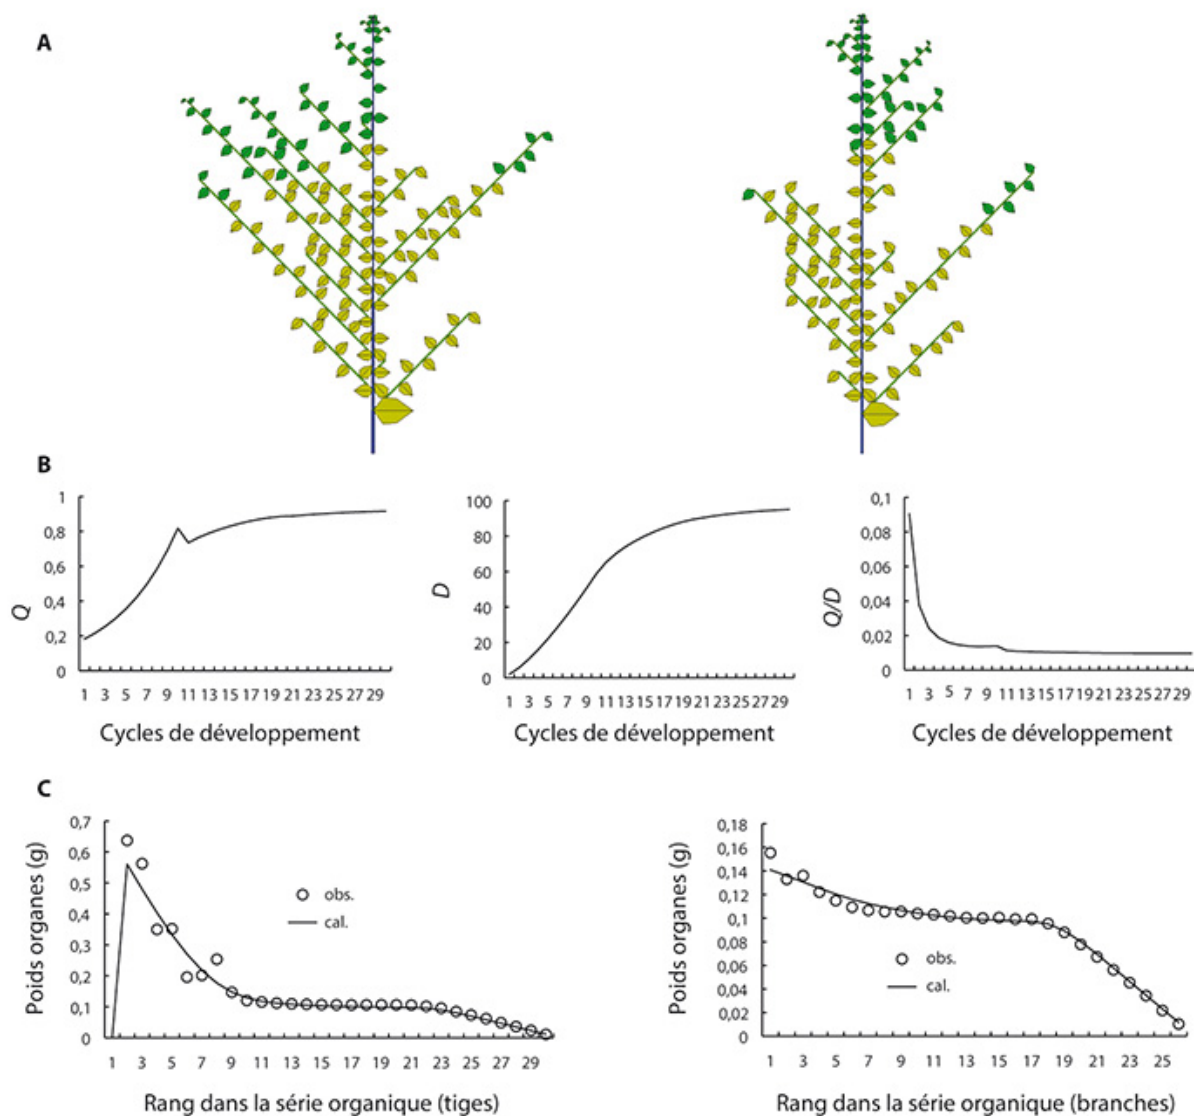 A
B
1
0,8
0,6
0,4
0,2
0
Q
1 3 5 7 9 11 13 15 17 19 21 23 25 27 29
Cycles de développement
100
80
60
40
20
0
D
1 3 5 7 9 11 13 15 17 19 21 23 25 27 29
Cycles de développement
0,1
0,08
0,06
0,04
0,02
0
Q/D
1 3 5 7 9 11 13 15 17 19 21 23 25 27 29
Cycles de développement
C
0,7
0,6
0,5
0,4
0,3
0,2
0,1
0
Poids organes (g)
obs.
cal.
1 3 5 7 9 11 13 15 17 19 21 23 25 27 29
Rang dans la série organique (tiges)
0,18
0,16
0,14
0,12
0,1
0,08
0,06
0,04
0,02
0
Poids organes (g)
obs.
cal.
1 3 5 7 9 11 13 15 17 19 21 23 25
Rang dans la série organique (branches)